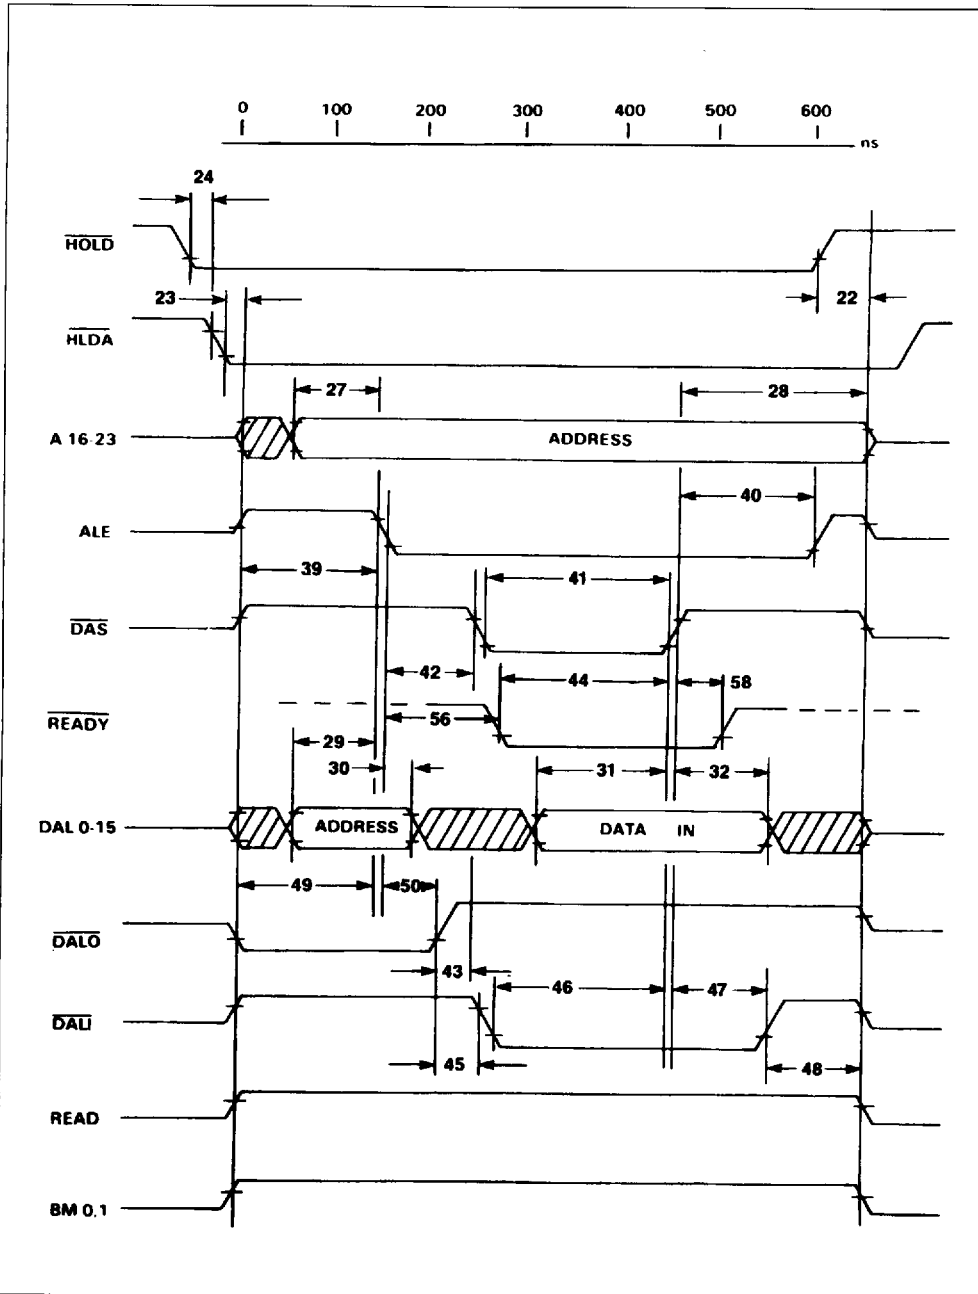 0 100 200 300 400 500 600
ns
24
HOLD
23
22
HLDA
27
28
A 16-23
ADDRESS
40
ALE
39
41
DAS
42
44
58
READY
56
29
30
31
32
DAL 0-15
ADDRESS
DATA IN
49
50
DALO
43
46
47
DALI
45
48
READ
BM 0,1